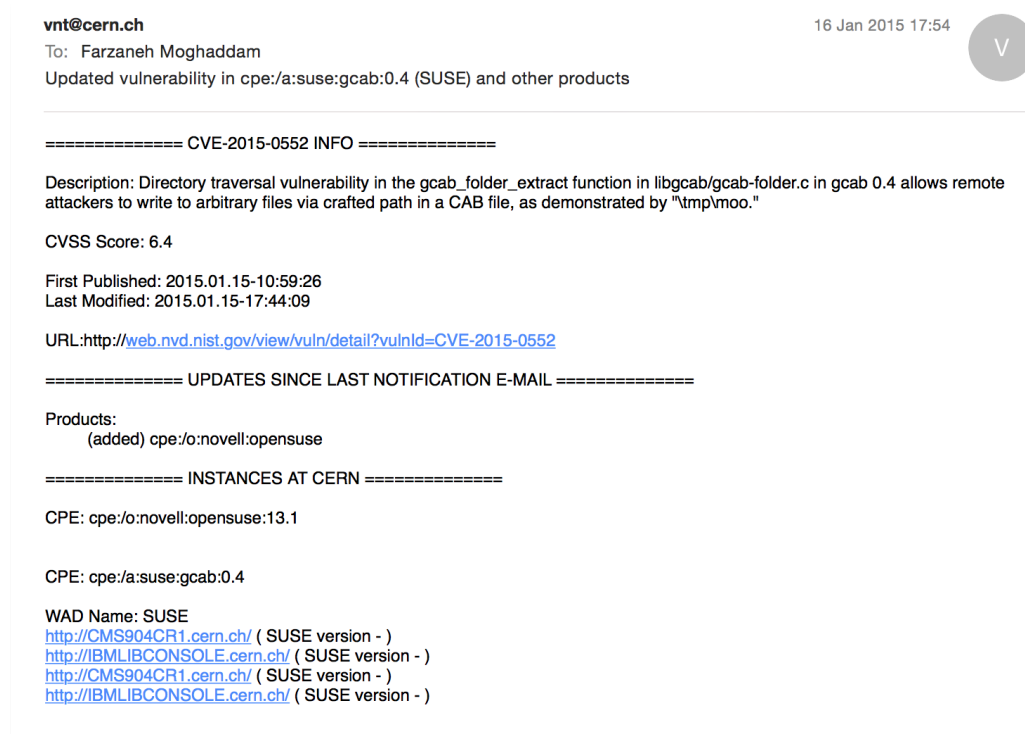 vnt@cern.ch
16 Jan 2015 17:54
V
To: Farzaneh Moghaddam
Updated vulnerability in cpe:/a:suse:gcab:0.4 (SUSE) and other products
============== CVE-2015-0552 INFO ==============
Description: Directory traversal vulnerability in the gcab_folder_extract function in libgcab/gcab-folder.c in gcab 0.4 allows remote
attackers to write to arbitrary files via crafted path in a CAB file, as demonstrated by "\tmp\moo."
CVSS Score: 6.4
First Published: 2015.01.15-10:59:26
Last Modified: 2015.01.15-17:44:09
URL:http://web.nvd.nist.gov/view/vuln/detail?vulnId=CVE-2015-0552
============== UPDATES SINCE LAST NOTIFICATION E-MAIL ==============
Products:
(added) cpe:/o:novell:opensuse
============== INSTANCES AT CERN ==============
CPE: cpe:/o:novell:opensuse:13.1
CPE: cpe:/a:suse:gcab:0.4
WAD Name: SUSE
http://CMS904CR1.cern.ch/ ( SUSE version - )
http://IBMLIBCONSOLE.cern.ch/ ( SUSE version - )
http://CMS904CR1.cern.ch/ ( SUSE version - )
http://IBMLIBCONSOLE.cern.ch/ ( SUSE version - )